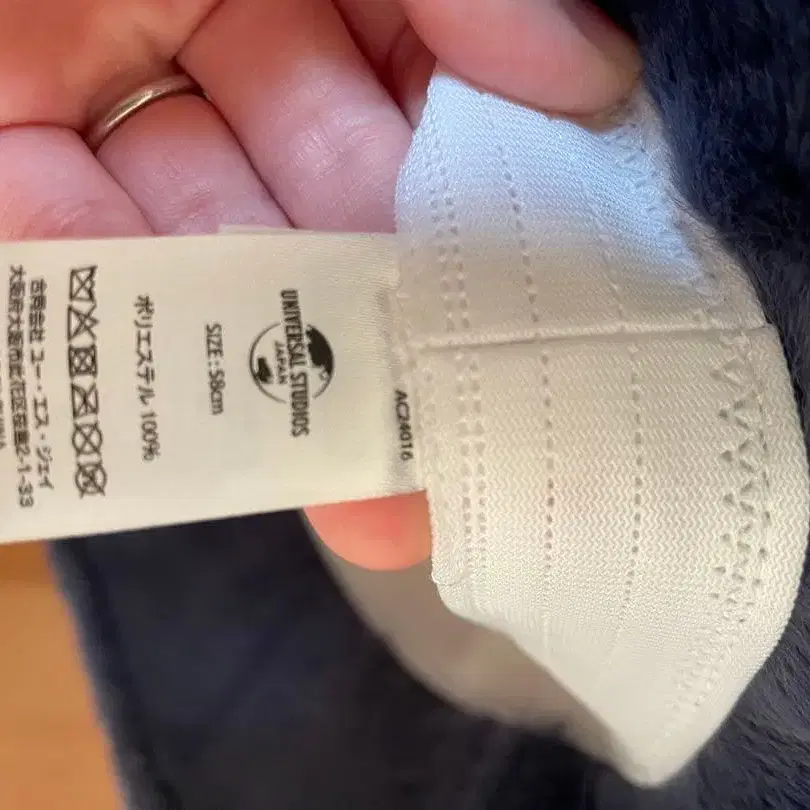 AC24016
UNIVERSAL STUDIOS
JAPAN
SIZE : 58cm
ポリエステル 100%
合同会社 ユー・エス・ジェイ
大阪府大阪市此花区桜島2-1-33